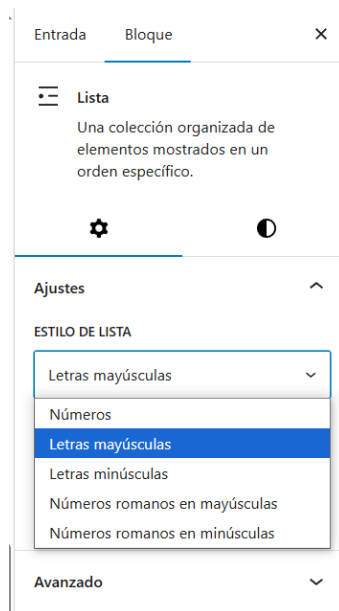 Entrada Bloque
Lista
Una colección organizada de
elementos mostrados en un
orden específico.
Ajustes
ESTILO DE LISTA
Letras mayúsculas
Números
Letras mayúsculas
Letras minúsculas
Números romanos en mayúsculas
Números romanos en minúsculas
Avanzado